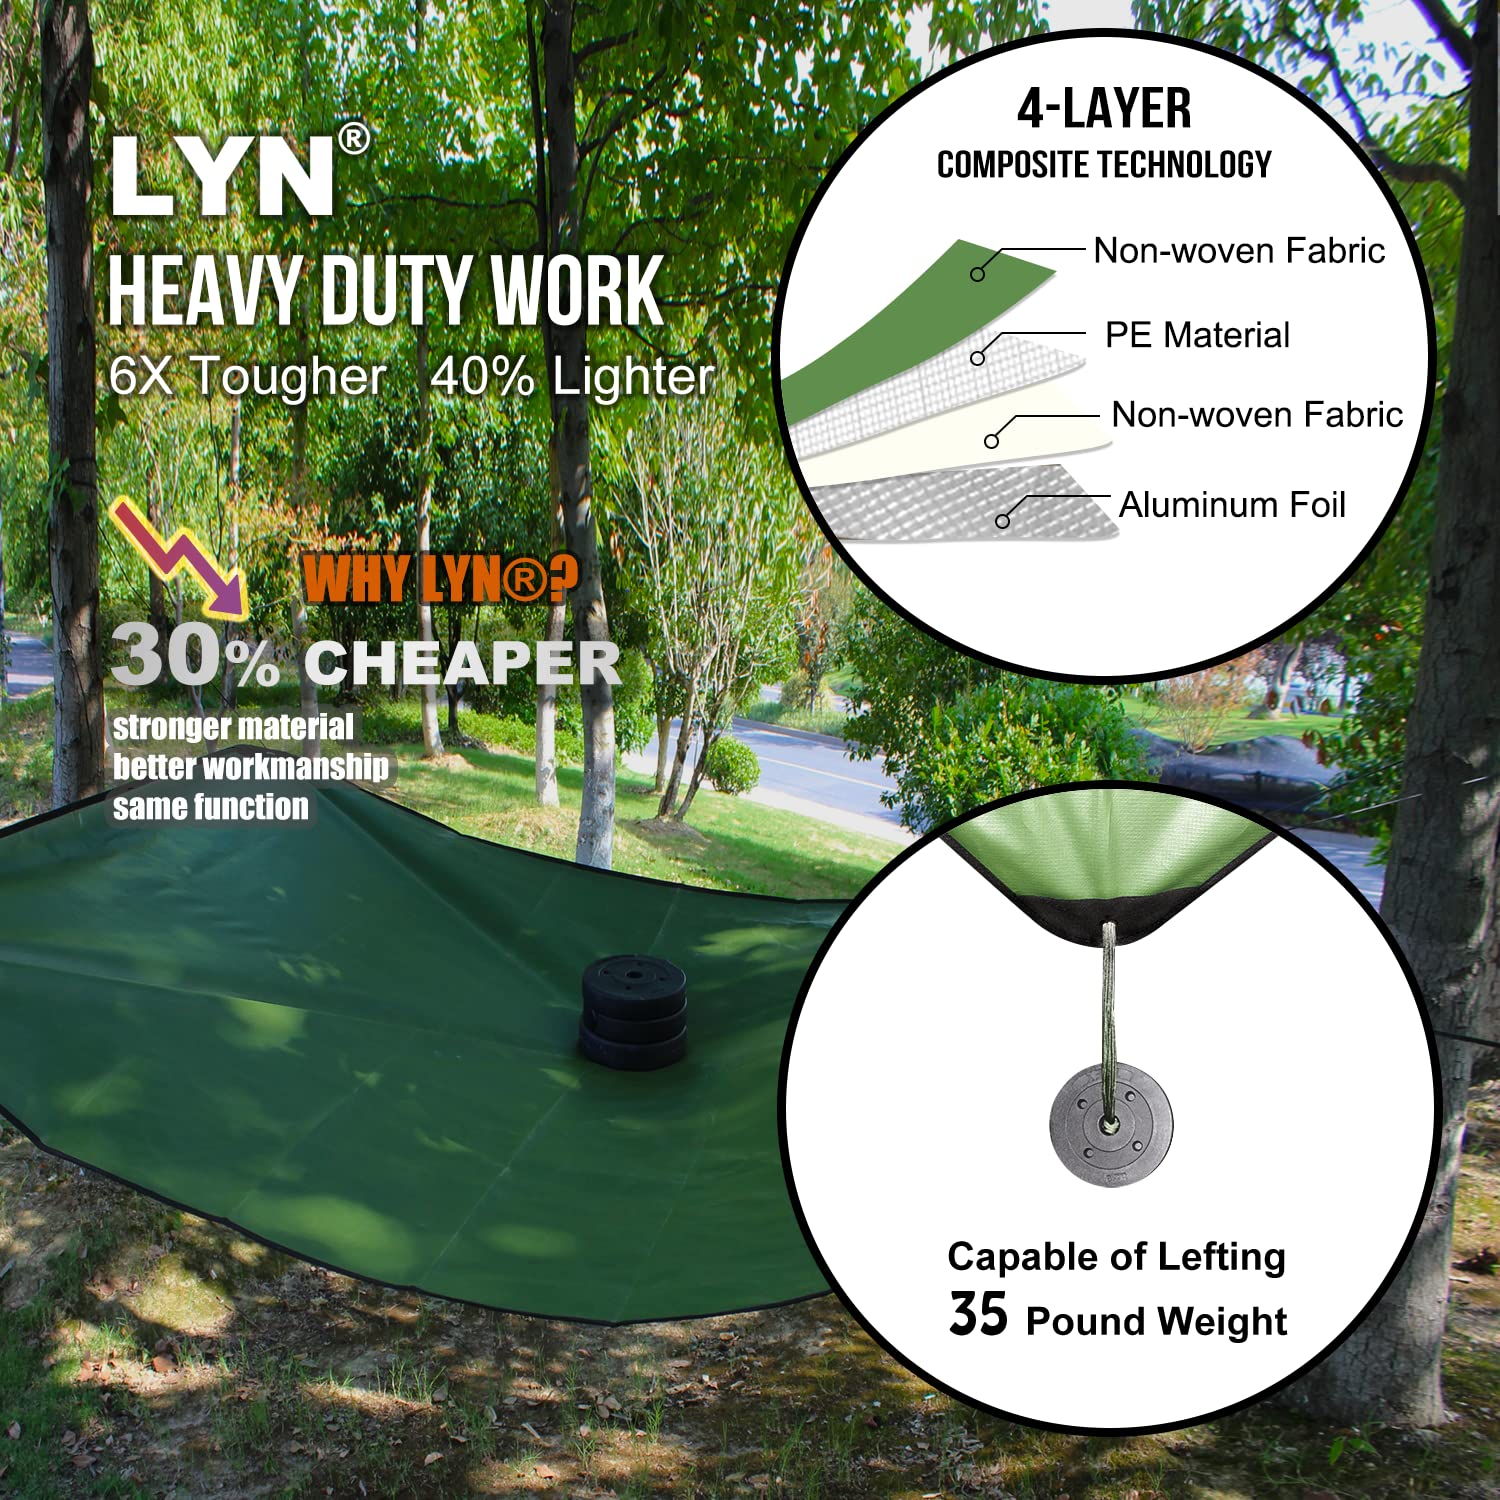 LYN®
HEAVY DUTY WORK
6X Tougher 40% Lighter
WHY LYN®?
30% CHEAPER
stronger material
better workmanship
same function
4-LAYER
COMPOSITE TECHNOLOGY
Non-woven Fabric
PE Material
Non-woven Fabric
Aluminum Foil
Capable of Lefting
35 Pound Weight